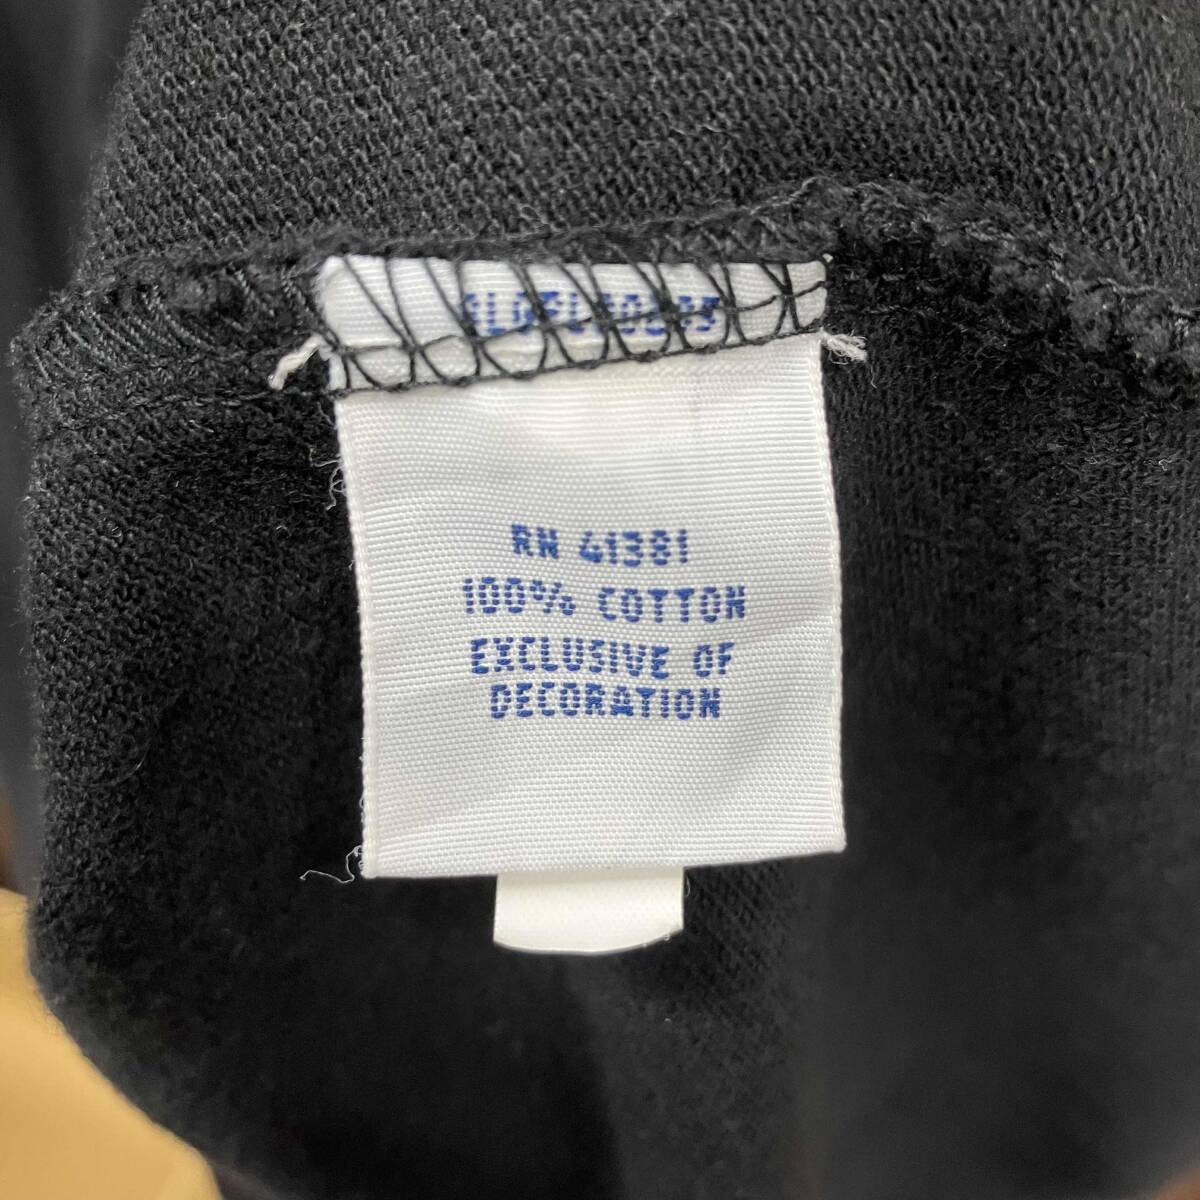 RN 41381
100% COTTON
EXCLUSIVE OF
DECORATION